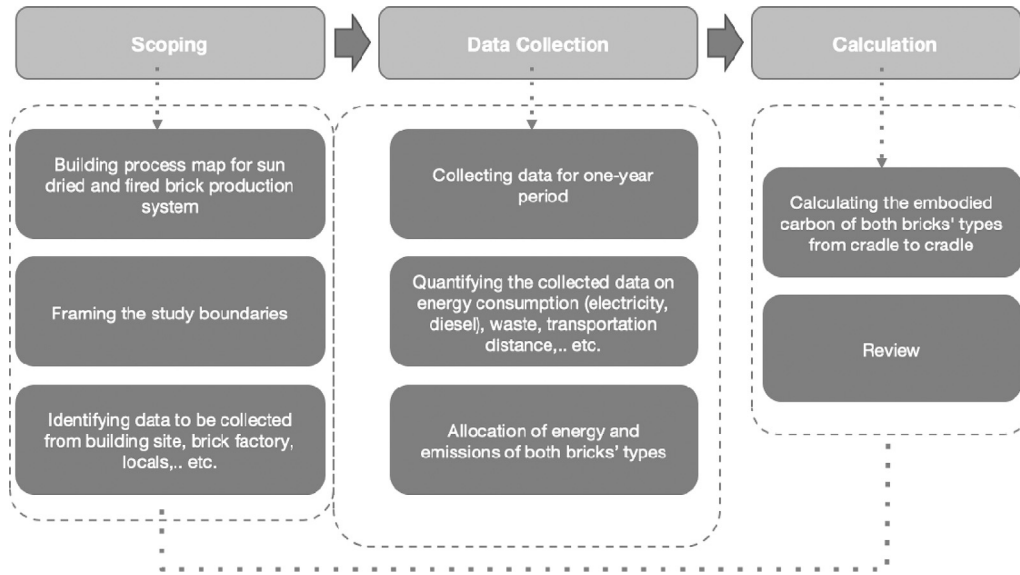 Scoping
Data Collection
Calculation
Building process map for sun
dried and fired brick production
system
Framing the study boundaries
Identifying data to be collected
from building site, brick factory,
locals,.. etc.
Collecting data for one-year
period
Quantifying the collected data on
energy consumption (electricity,
diesel), waste, transportation
distance,.. etc.
Allocation of energy and
emissions of both bricks' types
Calculating the embodied
carbon of both bricks' types
from cradle to cradle
Review